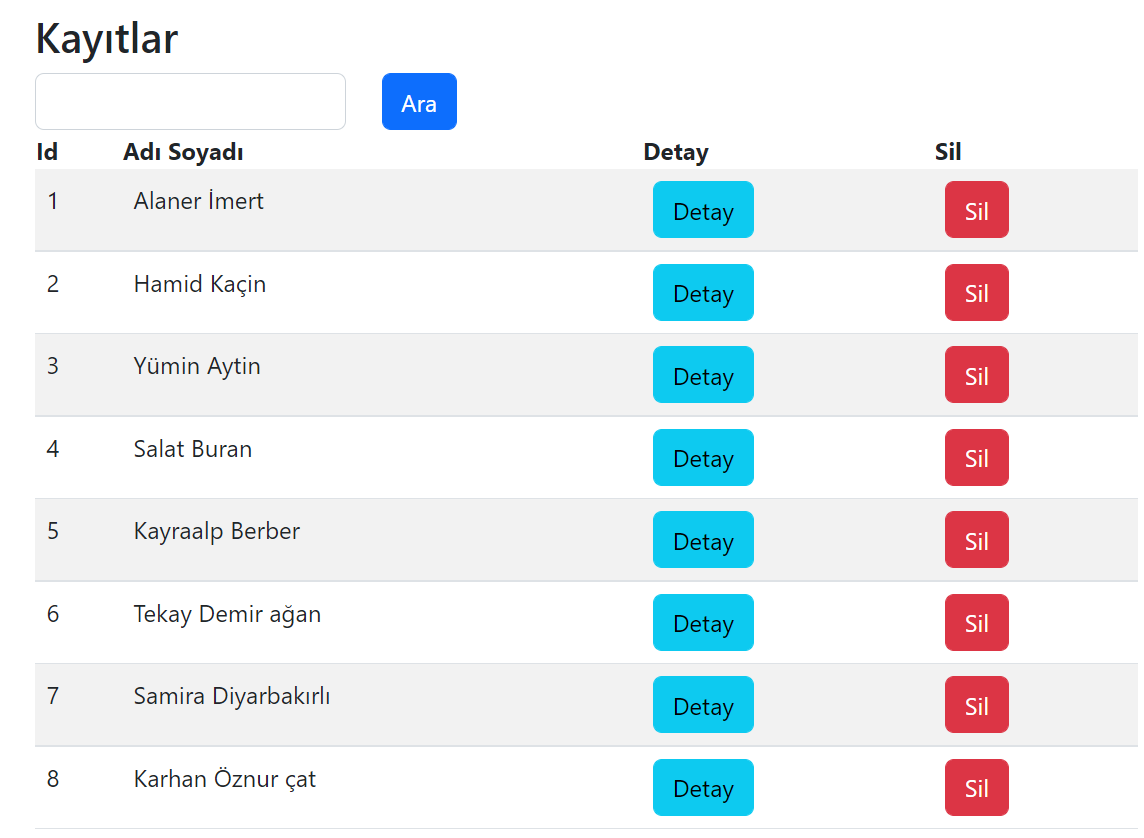 Kayıtlar
Ara
Id Adı Soyadı Detay Sil
1 Alaner İmert Detay Sil
2 Hamid Kaçin Detay Sil
3 Yümin Aytin Detay Sil
4 Salat Buran Detay Sil
5 Kayraalp Berber Detay Sil
6 Tekay Demir ağan Detay Sil
7 Samira Diyarbakırlı Detay Sil
8 Karhan Öznur çat Detay Sil